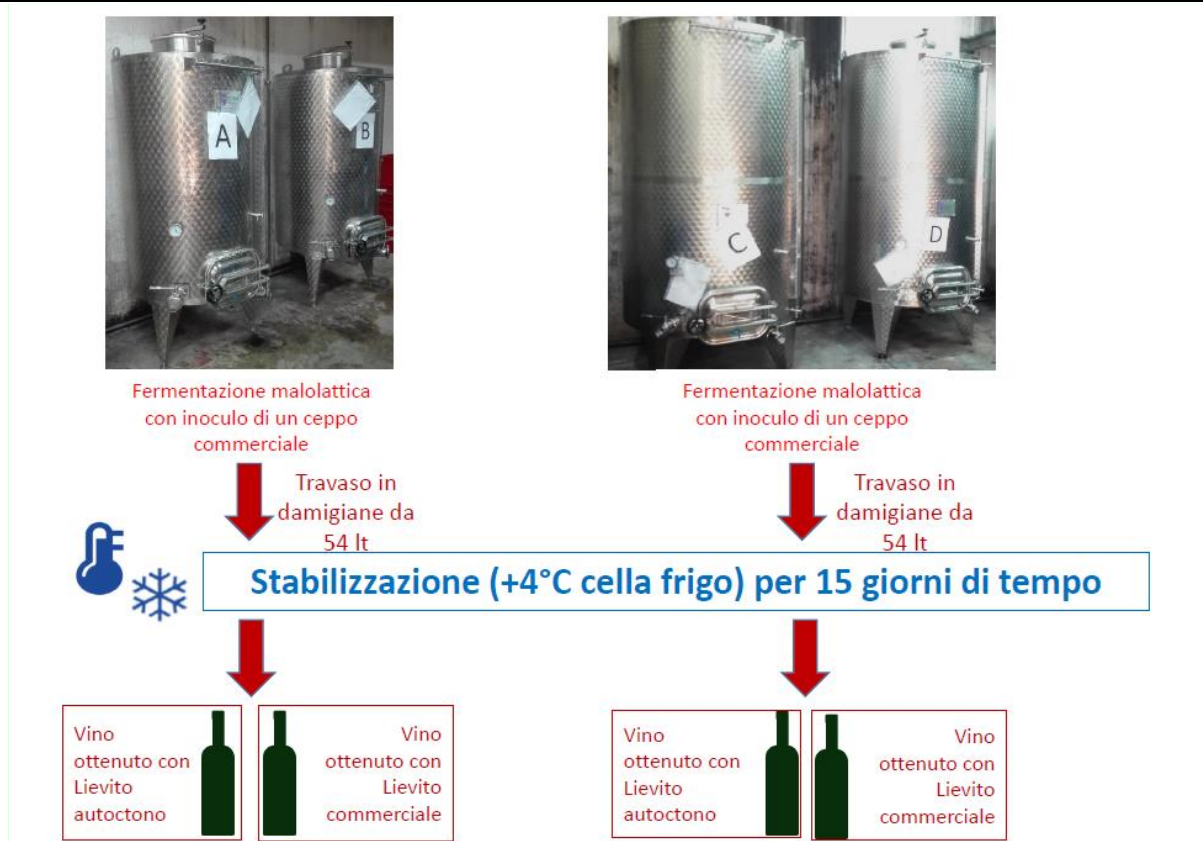 A
B
C
D
Fermentazione malolattica
con inoculo di un ceppo
commerciale
Fermentazione malolattica
con inoculo di un ceppo
commerciale
Travaso in
damigiane da
54 lt
Travaso in
damigiane da
54 lt
Stabilizzazione (+4°C cella frigo) per 15 giorni di tempo
Vino
ottenuto con
Lievito
autoctono
Vino
ottenuto con
Lievito
commerciale
Vino
ottenuto con
Lievito
autoctono
Vino
ottenuto con
Lievito
commerciale